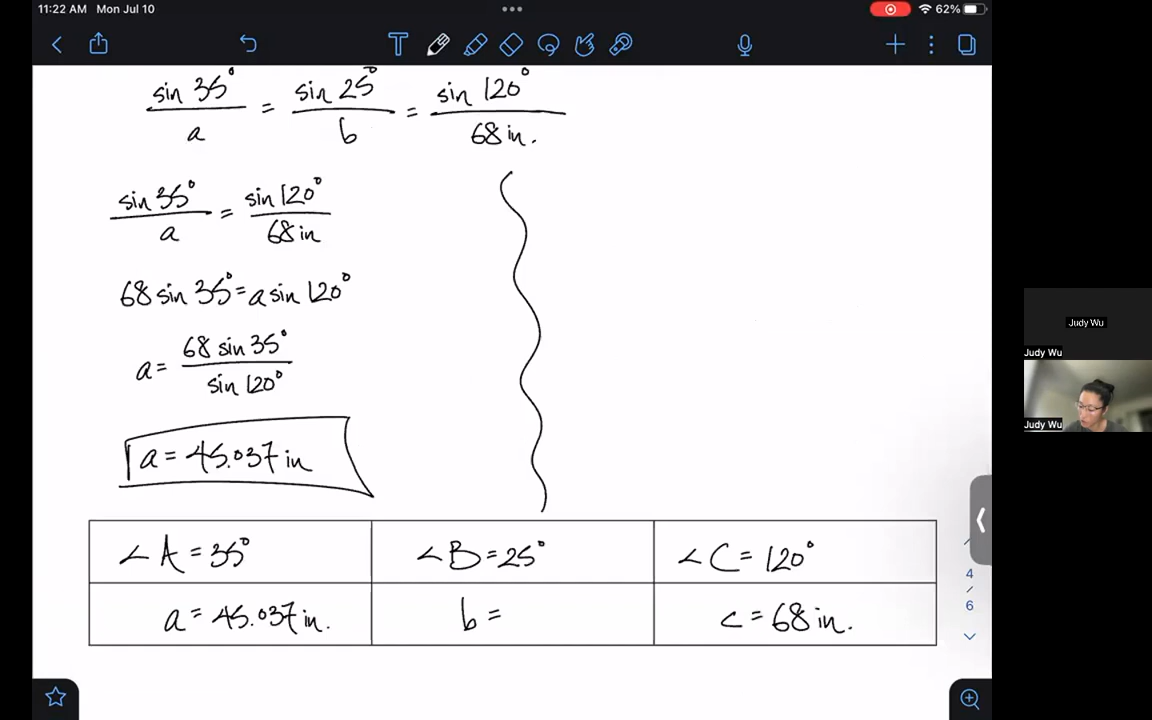 11:22 AM Mon Jul 10
62%
sin 35° / a = sin 25° / b = sin 120° / 68 in.
sin 35° / a = sin 120° / 68 in
68 sin 35° = a sin 120°
a = 68 sin 35° / sin 120°
a = 45.037 in
∠A = 35° ∠B = 25° ∠C = 120°
a = 45.037 in. b = c = 68 in.
4
/
6
Judy Wu
Judy Wu
Judy Wu